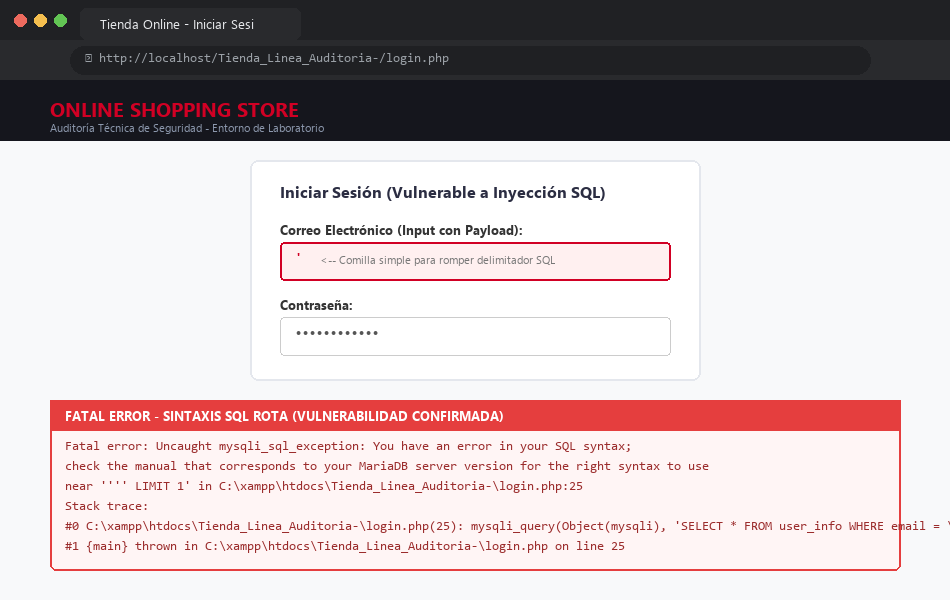 Tienda Online - Iniciar Sesi
http://localhost/Tienda_Linea_Auditoria-/login.php
ONLINE SHOPPING STORE
Auditoría Técnica de Seguridad - Entorno de Laboratorio
Iniciar Sesión (Vulnerable a Inyección SQL)
Correo Electrónico (Input con Payload):
' <-- Comilla simple para romper delimitador SQL
Contraseña:
••••••••••••
FATAL ERROR - SINTAXIS SQL ROTA (VULNERABILIDAD CONFIRMADA)
Fatal error: Uncaught mysqli_sql_exception: You have an error in your SQL syntax;
check the manual that corresponds to your MariaDB server version for the right syntax to use
near '''' LIMIT 1' in C:\xampp\htdocs\Tienda_Linea_Auditoria-\login.php:25
Stack trace:
#0 C:\xampp\htdocs\Tienda_Linea_Auditoria-\login.php(25): mysqli_query(Object(mysqli), 'SELECT * FROM user_info WHERE email = \
#1 {main} thrown in C:\xampp\htdocs\Tienda_Linea_Auditoria-\login.php on line 25